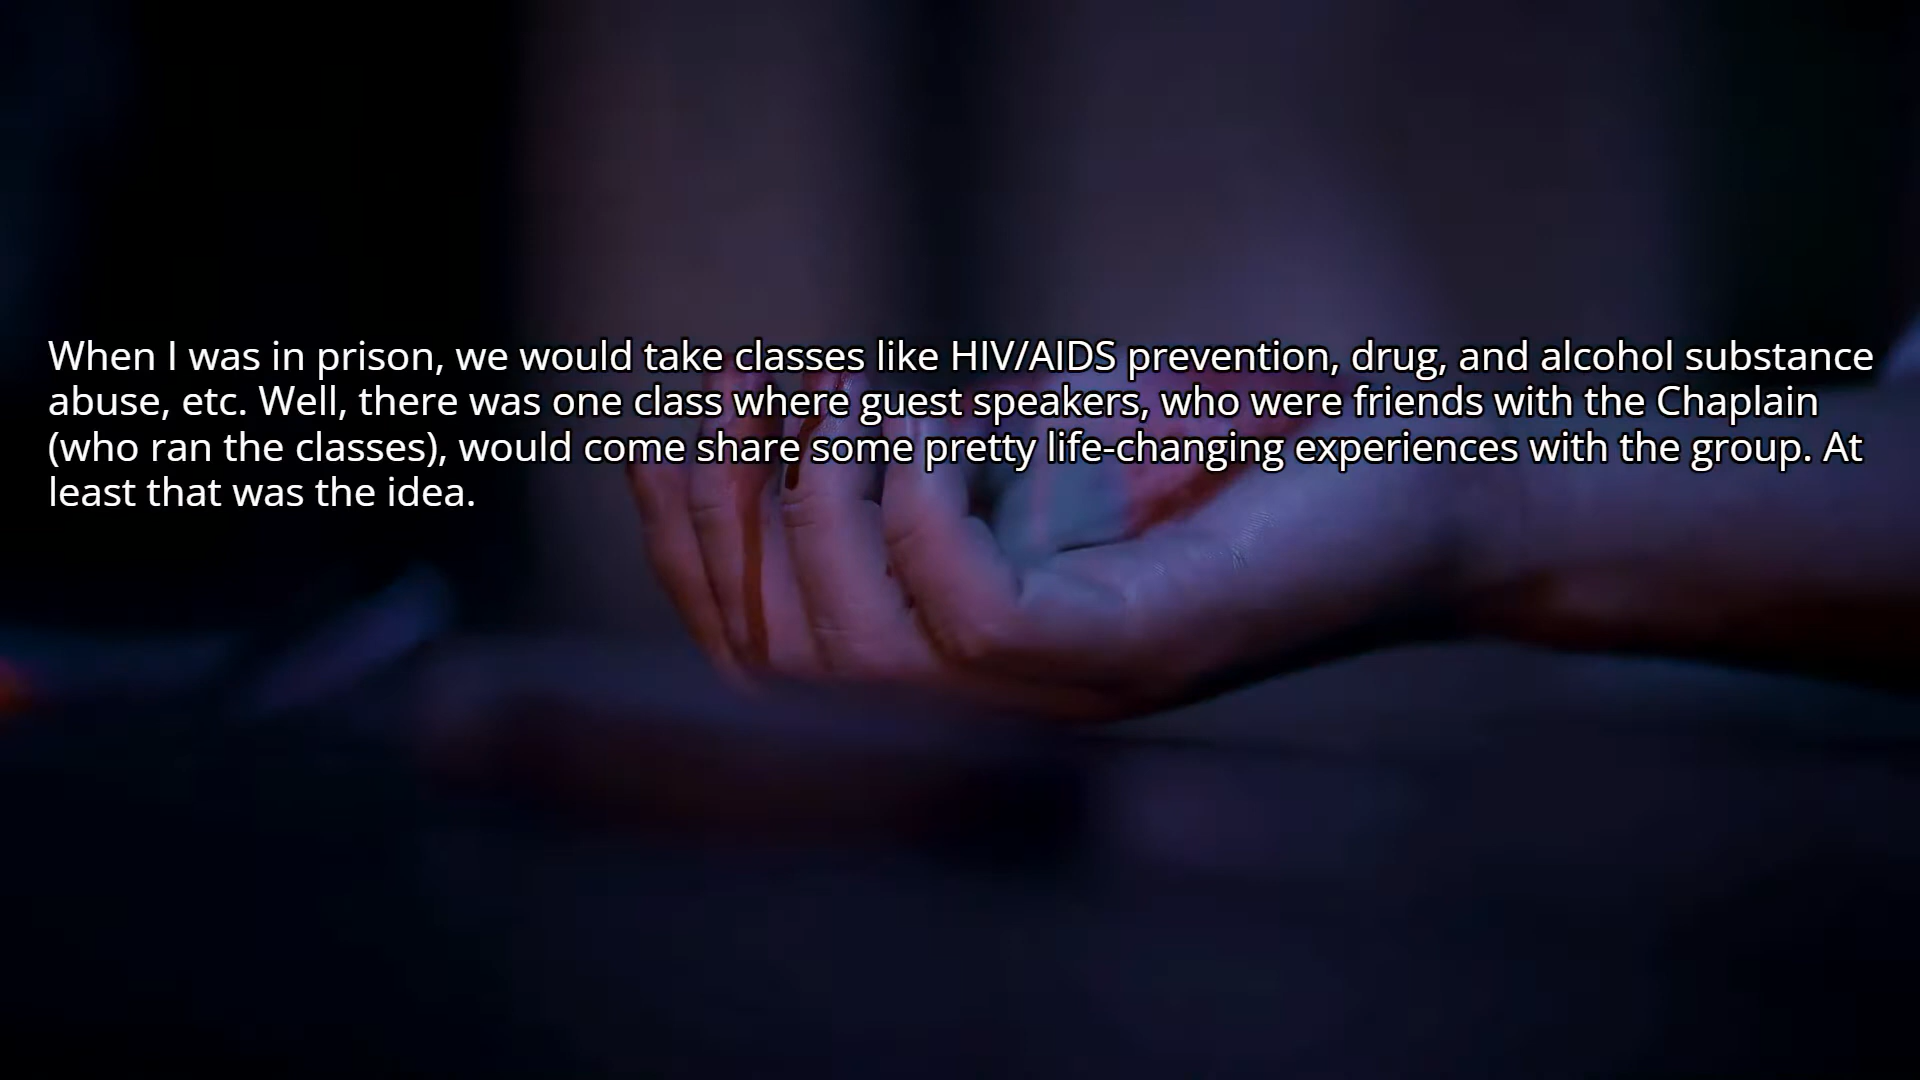 When I was in prison, we would take classes like HIV/AIDS prevention, drug, and alcohol substance
abuse, etc. Well, there was one class where guest speakers, who were friends with the Chaplain
(who ran the classes), would come share some pretty life-changing experiences with the group. At
least that was the idea.